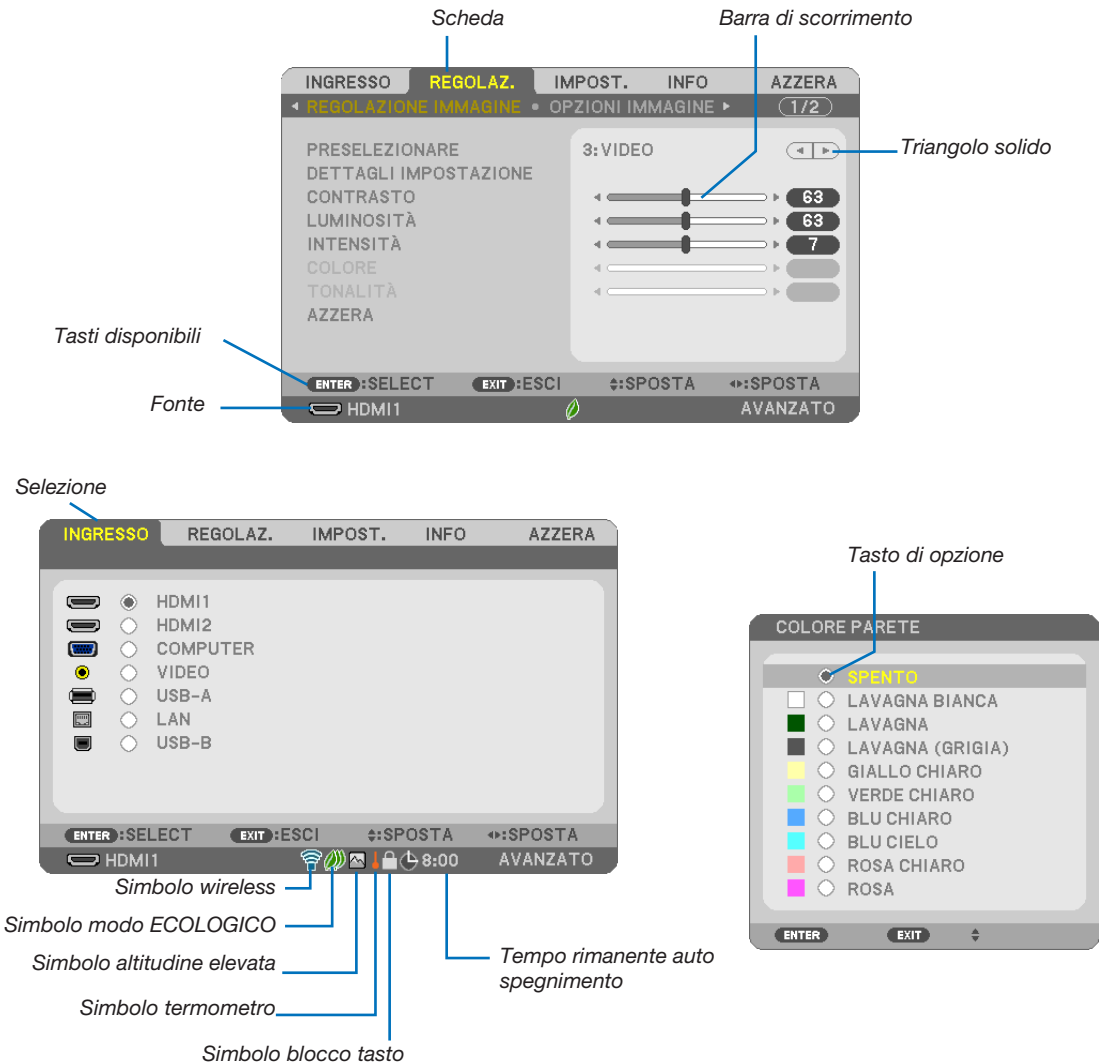 Scheda
Barra di scorrimento
INGRESSO REGOLAZ. IMPOST. INFO AZZERA
REGOLAZIONE IMMAGINE • OPZIONI IMMAGINE 1/2
PRESELEZIONARE 3:VIDEO
Triangolo solido
DETTAGLI IMPOSTAZIONE
CONTRASTO 63
LUMINOSITÀ 63
INTENSITÀ 7
COLORE
TONALITÀ
AZZERA
Tasti disponibili
ENTER:SELECT EXIT:ESCI :SPOSTA :SPOSTA
Fonte
HDMI1 AVANZATO
Selezione
INGRESSO REGOLAZ. IMPOST. INFO AZZERA
HDMI1
HDMI2
COMPUTER
VIDEO
USB-A
LAN
USB-B
ENTER:SELECT EXIT:ESCI :SPOSTA :SPOSTA
HDMI1 8:00 AVANZATO
Simbolo wireless
Simbolo modo ECOLOGICO
Simbolo altitudine elevata
Simbolo termometro
Simbolo blocco tasto
Tempo rimanente auto
spegnimento
Tasto di opzione
COLORE PARETE
SPENTO
LAVAGNA BIANCA
LAVAGNA
LAVAGNA (GRIGIA)
GIALLO CHIARO
VERDE CHIARO
BLU CHIARO
BLU CIELO
ROSA CHIARO
ROSA
ENTER EXIT